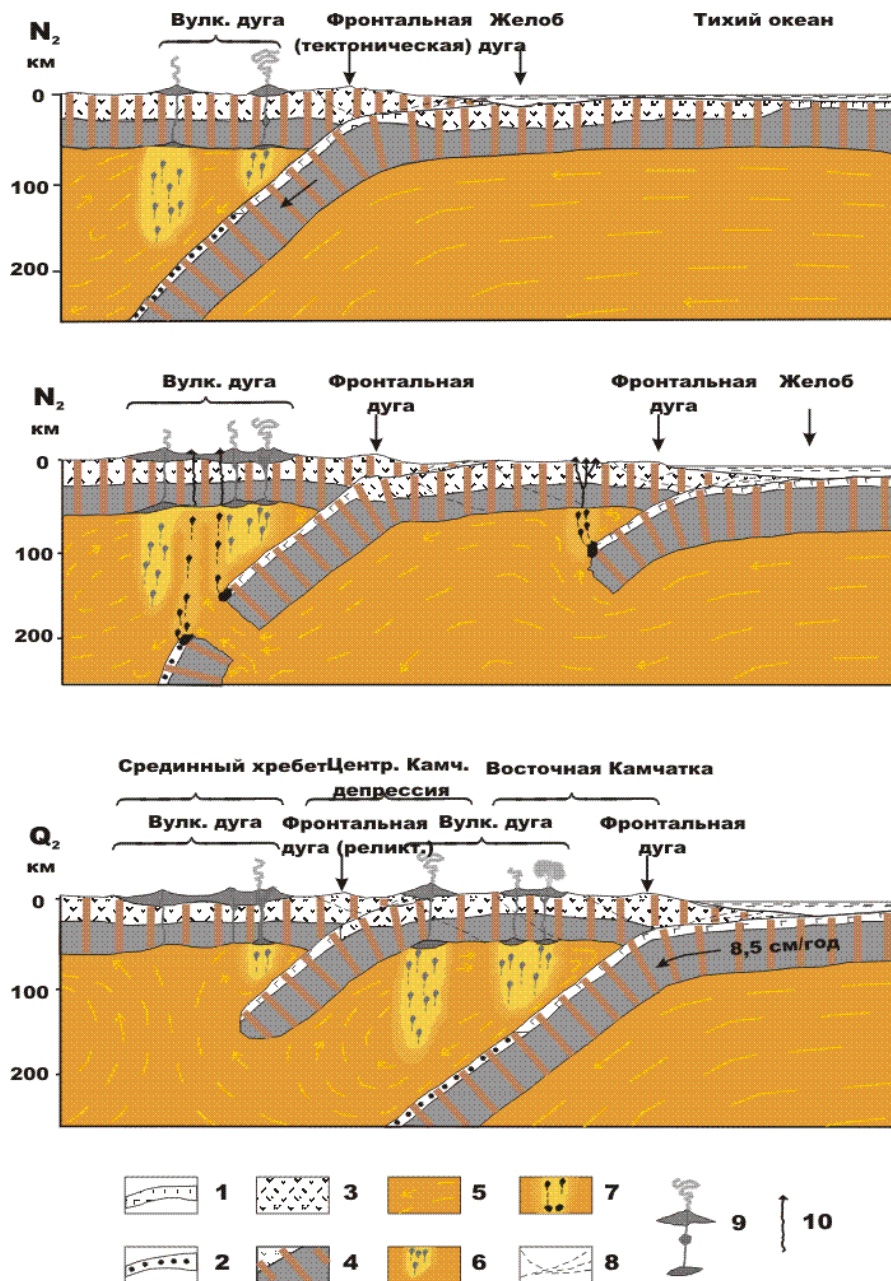 Вулк. дуга Фронтальная Желоб Тихий океан
N2 (тектоническая) дуга
км
0
100
200
Вулк. дуга Фронтальная Фронтальная Желоб
N2 дуга дуга
км
0
100
200
Срединный хребет Центр. Камч. Восточная Камчатка
депрессия
Q2 Вулк. дуга Фронтальная Вулк. дуга Фронтальная
км дуга (реликт.) дуга
0
8,5 см/год
100
200
1 3 5 7 9 10
2 4 6 8